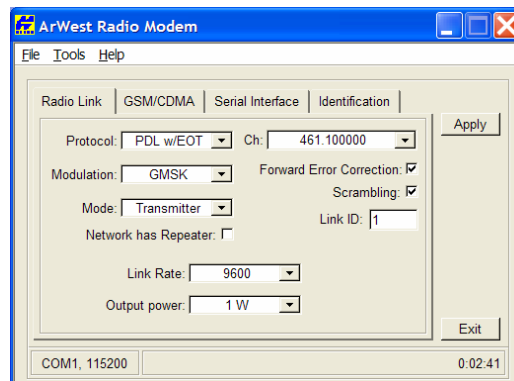 ArWest Radio Modem
File Tools Help
Radio Link GSM/CDMA Serial Interface Identification
Apply
Protocol: PDL w/EOT Ch: 461.100000
Modulation: GMSK Forward Error Correction:
Scrambling:
Mode: Transmitter Link ID: 1
Network has Repeater:
Link Rate: 9600
Output power: 1 W
Exit
COM1, 115200 0:02:41